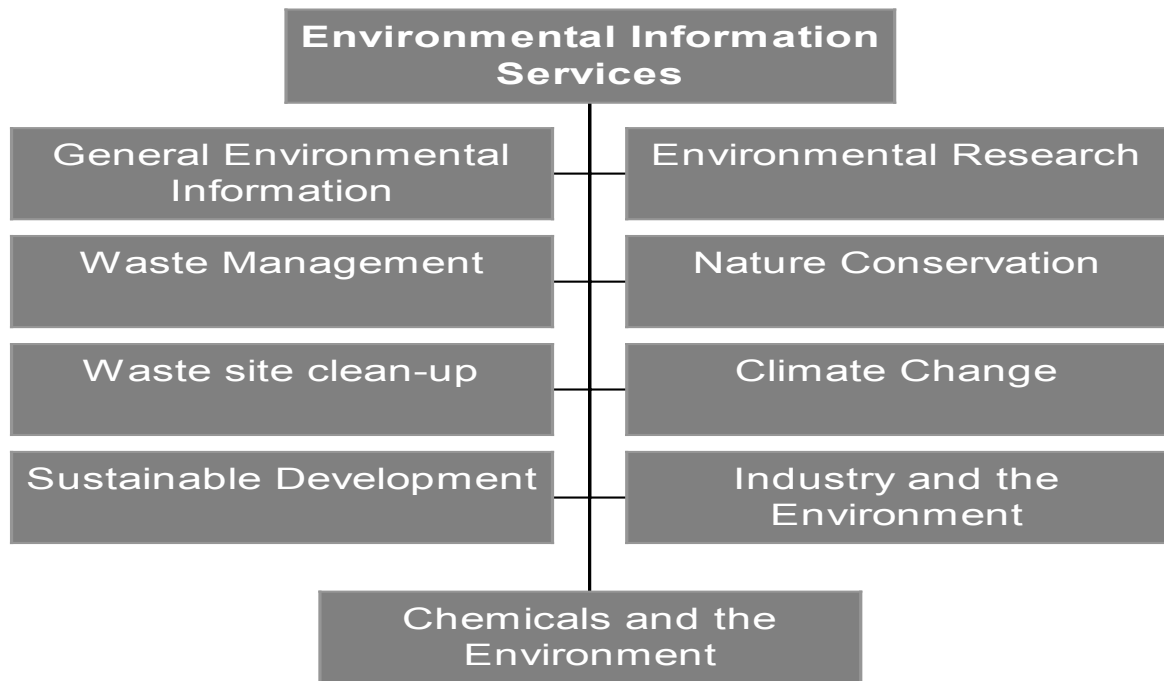 Environmental Information
Services
General Environmental
Information
Environmental Research
Waste Management
Nature Conservation
Waste site clean-up
Climate Change
Sustainable Development
Industry and the
Environment
Chemicals and the
Environment